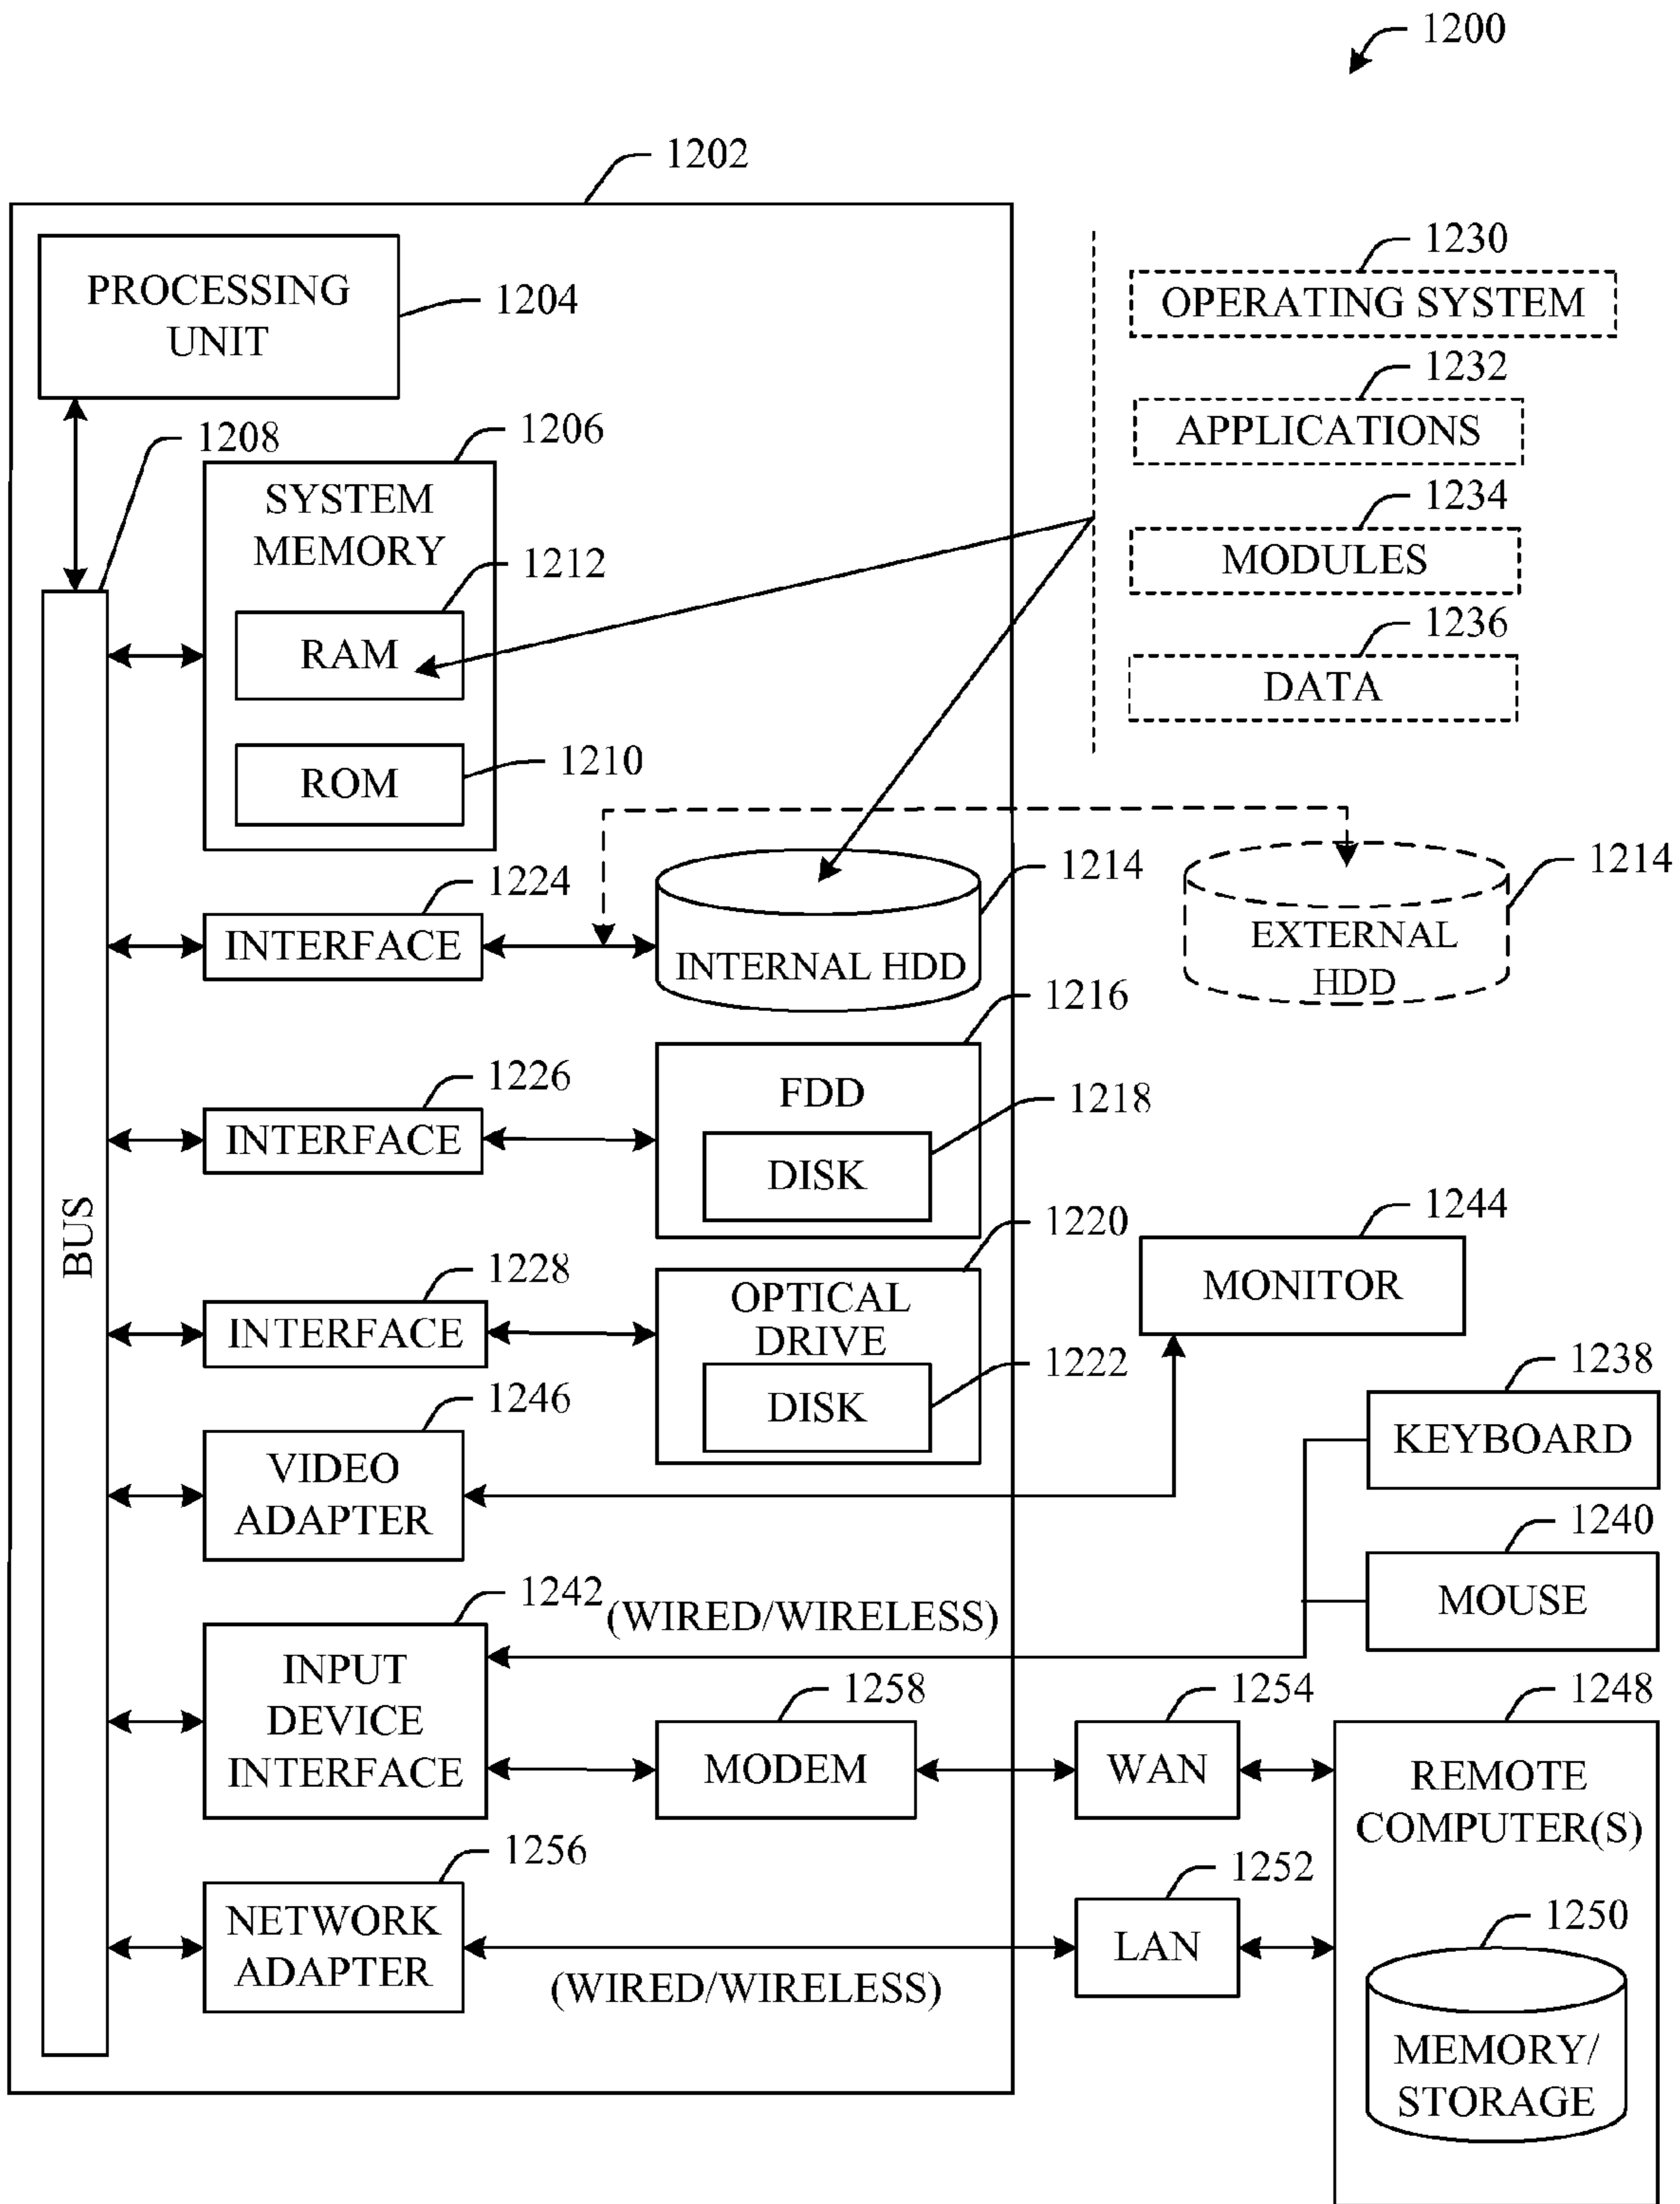 1200
1202
PROCESSING
UNIT
1204
1230
OPERATING SYSTEM
1232
APPLICATIONS
1234
MODULES
1236
DATA
1208
1206
SYSTEM
MEMORY
1212
RAM
1210
ROM
BUS
1224
INTERFACE
1214
INTERNAL HDD
1214
EXTERNAL
HDD
1226
INTERFACE
1216
FDD
1218
DISK
1228
INTERFACE
1220
OPTICAL
DRIVE
1222
DISK
1244
MONITOR
1246
VIDEO
ADAPTER
1238
KEYBOARD
1240
MOUSE
1242
(WIRED/WIRELESS)
INPUT
DEVICE
INTERFACE
1258
MODEM
1254
WAN
1248
REMOTE
COMPUTER(S)
1256
NETWORK
ADAPTER
(WIRED/WIRELESS)
1252
LAN
1250
MEMORY/
STORAGE